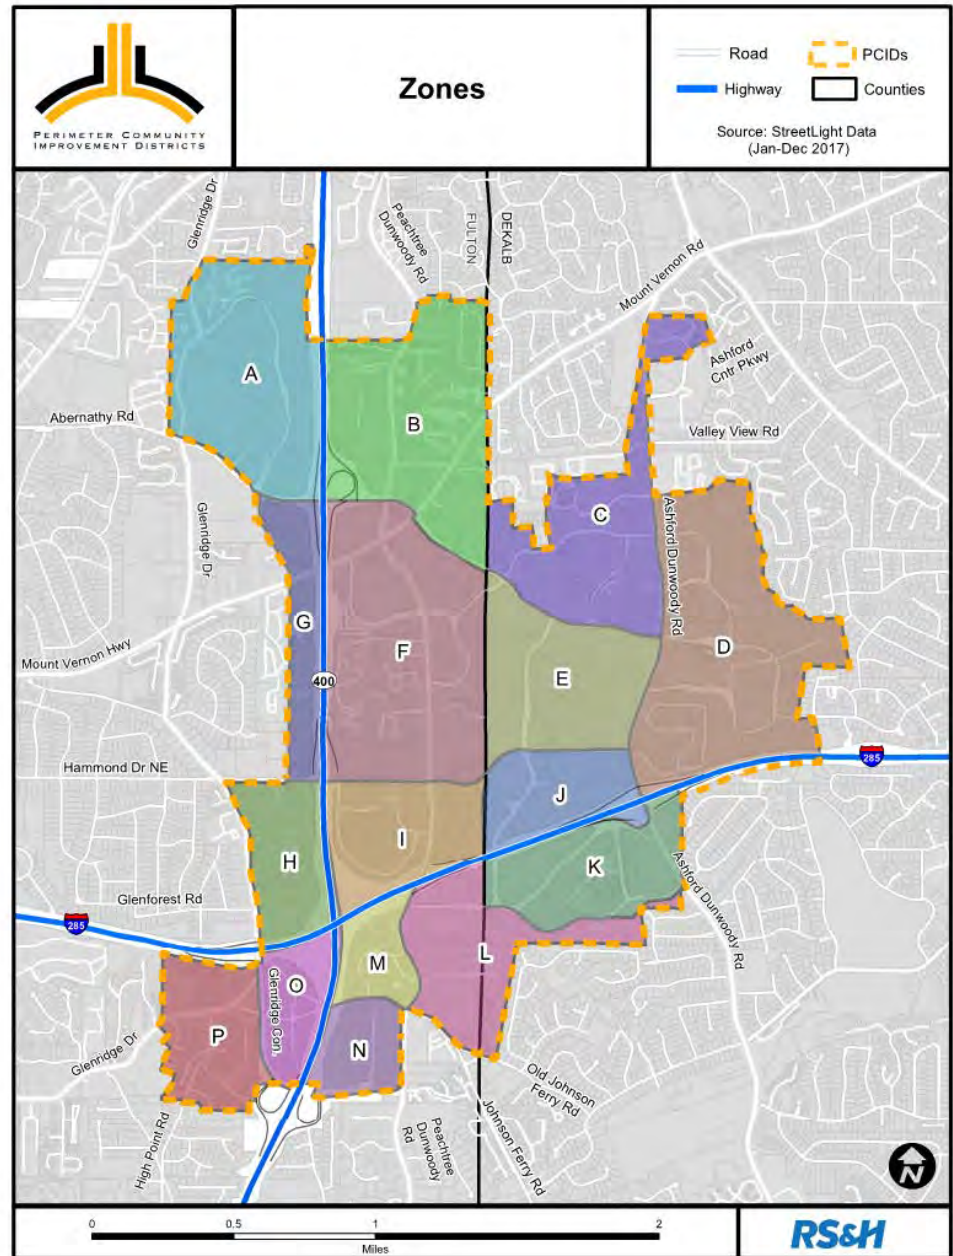 PERIMETER COMMUNITY
IMPROVEMENT DISTRICTS
Zones
Road
PCIDs
Highway
Counties
Source: StreetLight Data
(Jan-Dec 2017)
Glenridge Dr
Peachtree
Dunwoody Rd
FULTON
DEKALB
Mount Vernon Rd
Ashford
Cntr Pkwy
A
B
Abernathy Rd
Valley View Rd
C
Glenridge Dr
Ashford Dunwoody Rd
G
F
D
Mount Vernon Hwy
E
400
285
Hammond Dr NE
J
I
H
K
Glenforest Rd
Ashford Dunwoody Rd
285
L
M
O
Glenridge Con.
P
N
Glenridge Dr
Old Johnson
Ferry Rd
High Point Rd
Peachtree
Dunwoody
Rd
Johnson Ferry Rd
N
0 0.5 1 2
Miles
RS&H